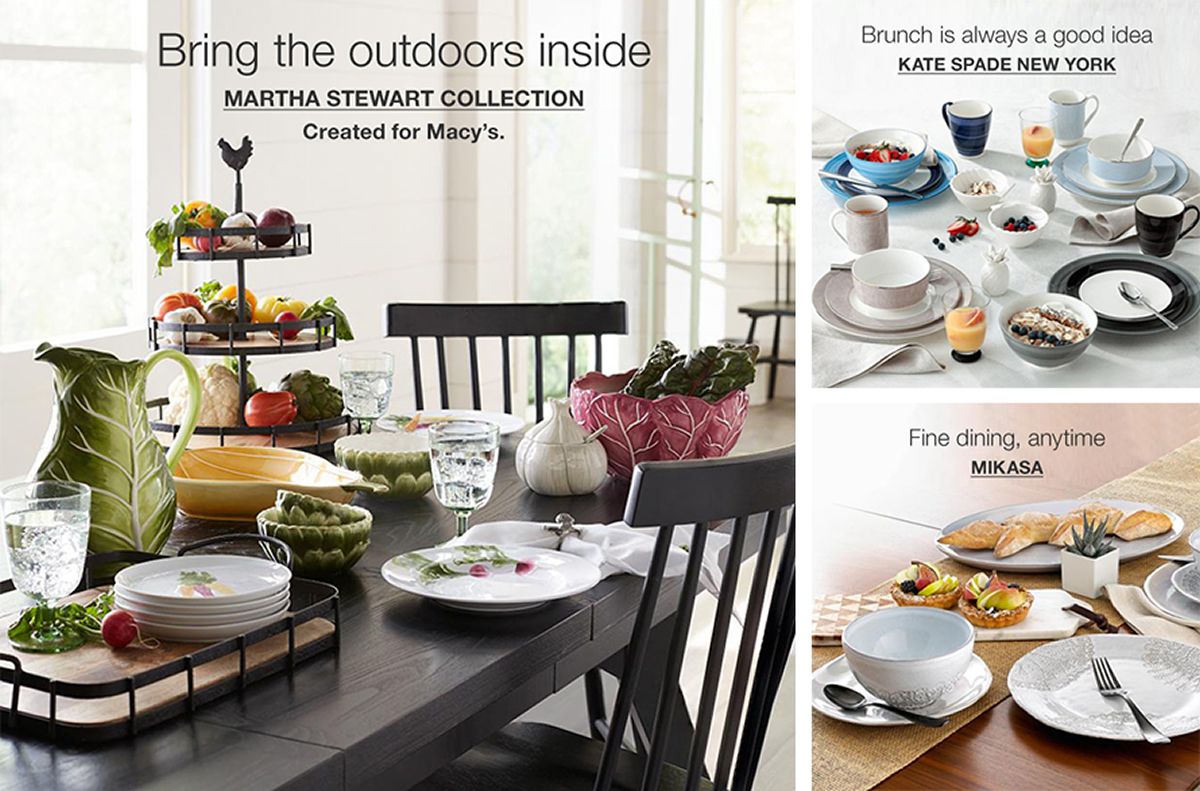 Bring the outdoors inside
MARTHA STEWART COLLECTION
Created for Macy's.
Brunch is always a good idea
KATE SPADE NEW YORK
Fine dining, anytime
MIKASA